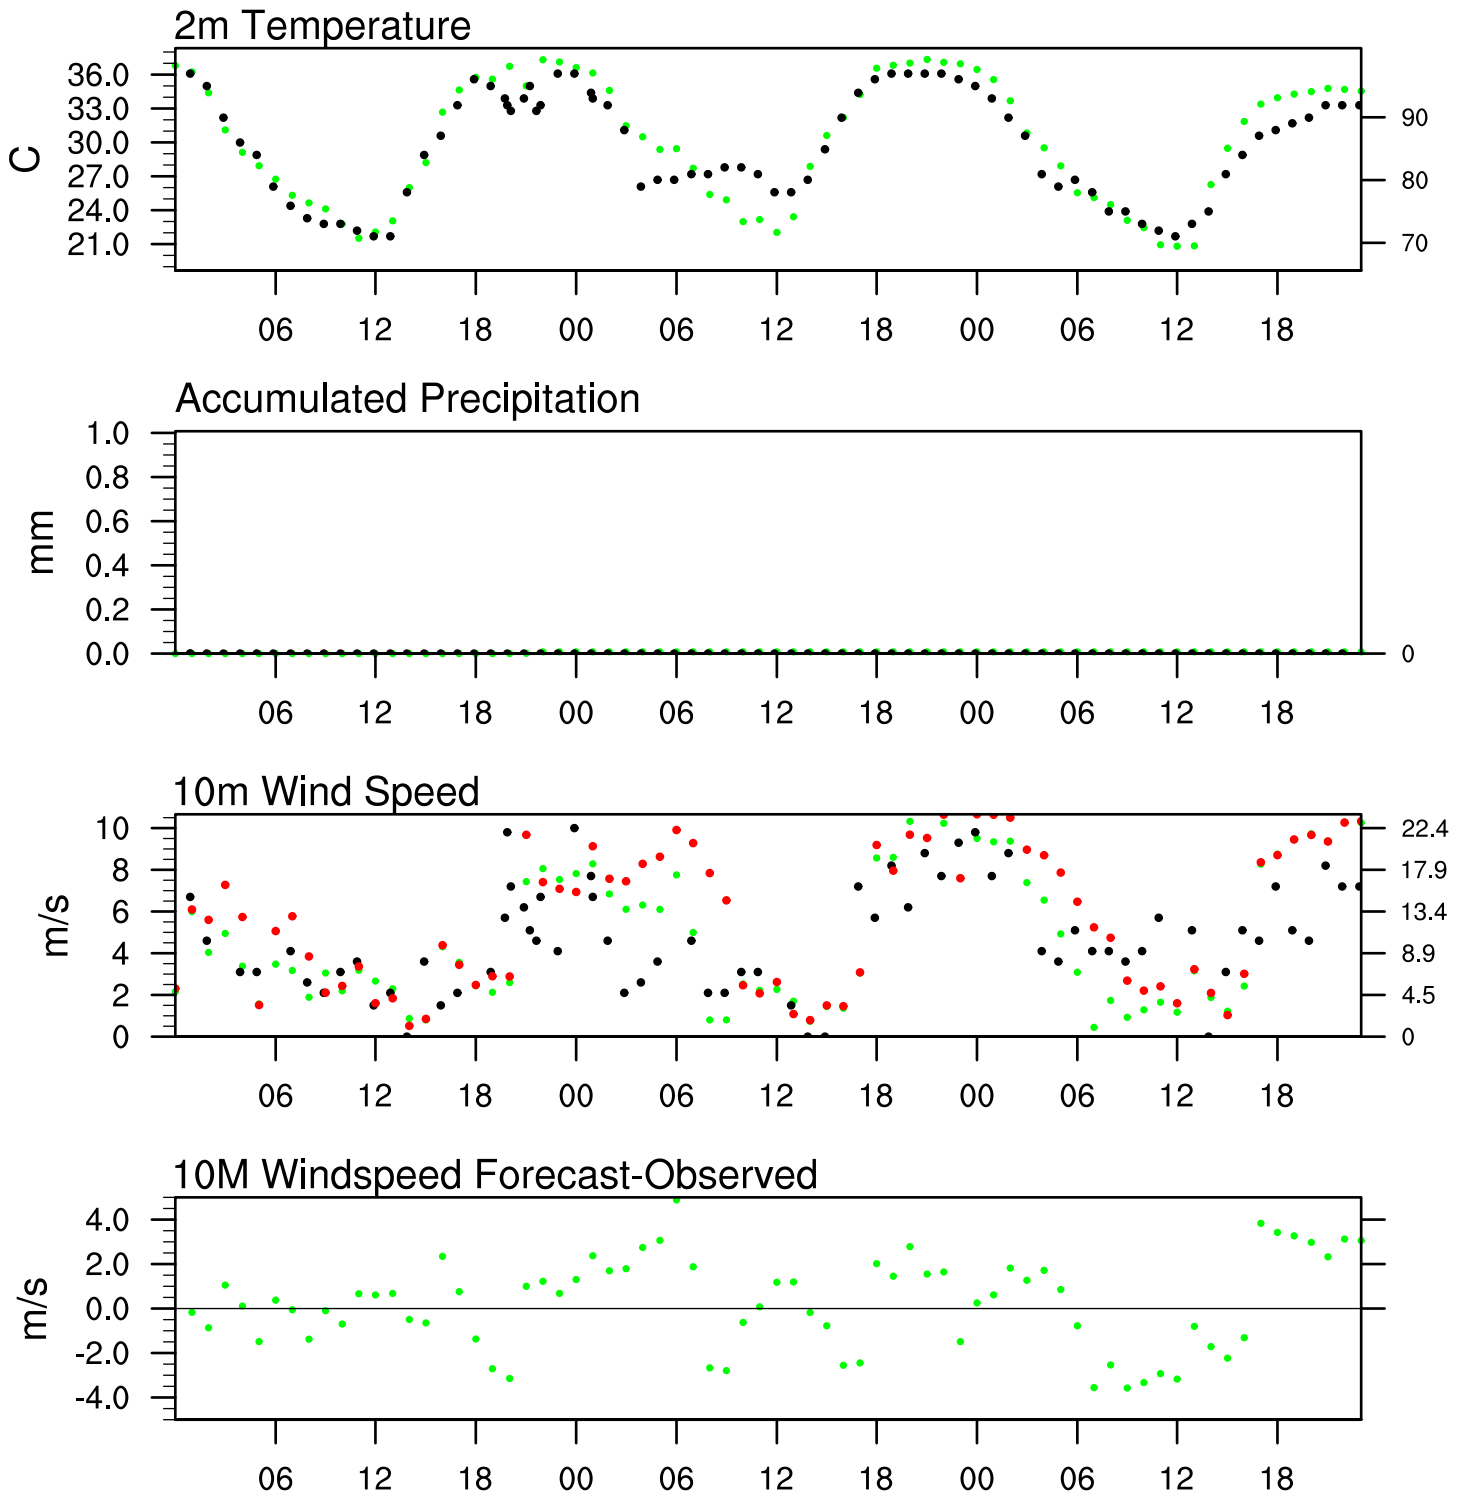 2m Temperature
36.0
33.0
30.0
27.0
24.0
21.0
C
90
80
70
06 12 18 00 06 12 18 00 06 12 18
Accumulated Precipitation
1.0
0.8
0.6
0.4
0.2
0.0
mm
0
06 12 18 00 06 12 18 00 06 12 18
10m Wind Speed
10
8
6
4
2
0
m/s
22.4
17.9
13.4
8.9
4.5
0
06 12 18 00 06 12 18 00 06 12 18
10M Windspeed Forecast-Observed
4.0
2.0
0.0
-2.0
-4.0
m/s
06 12 18 00 06 12 18 00 06 12 18